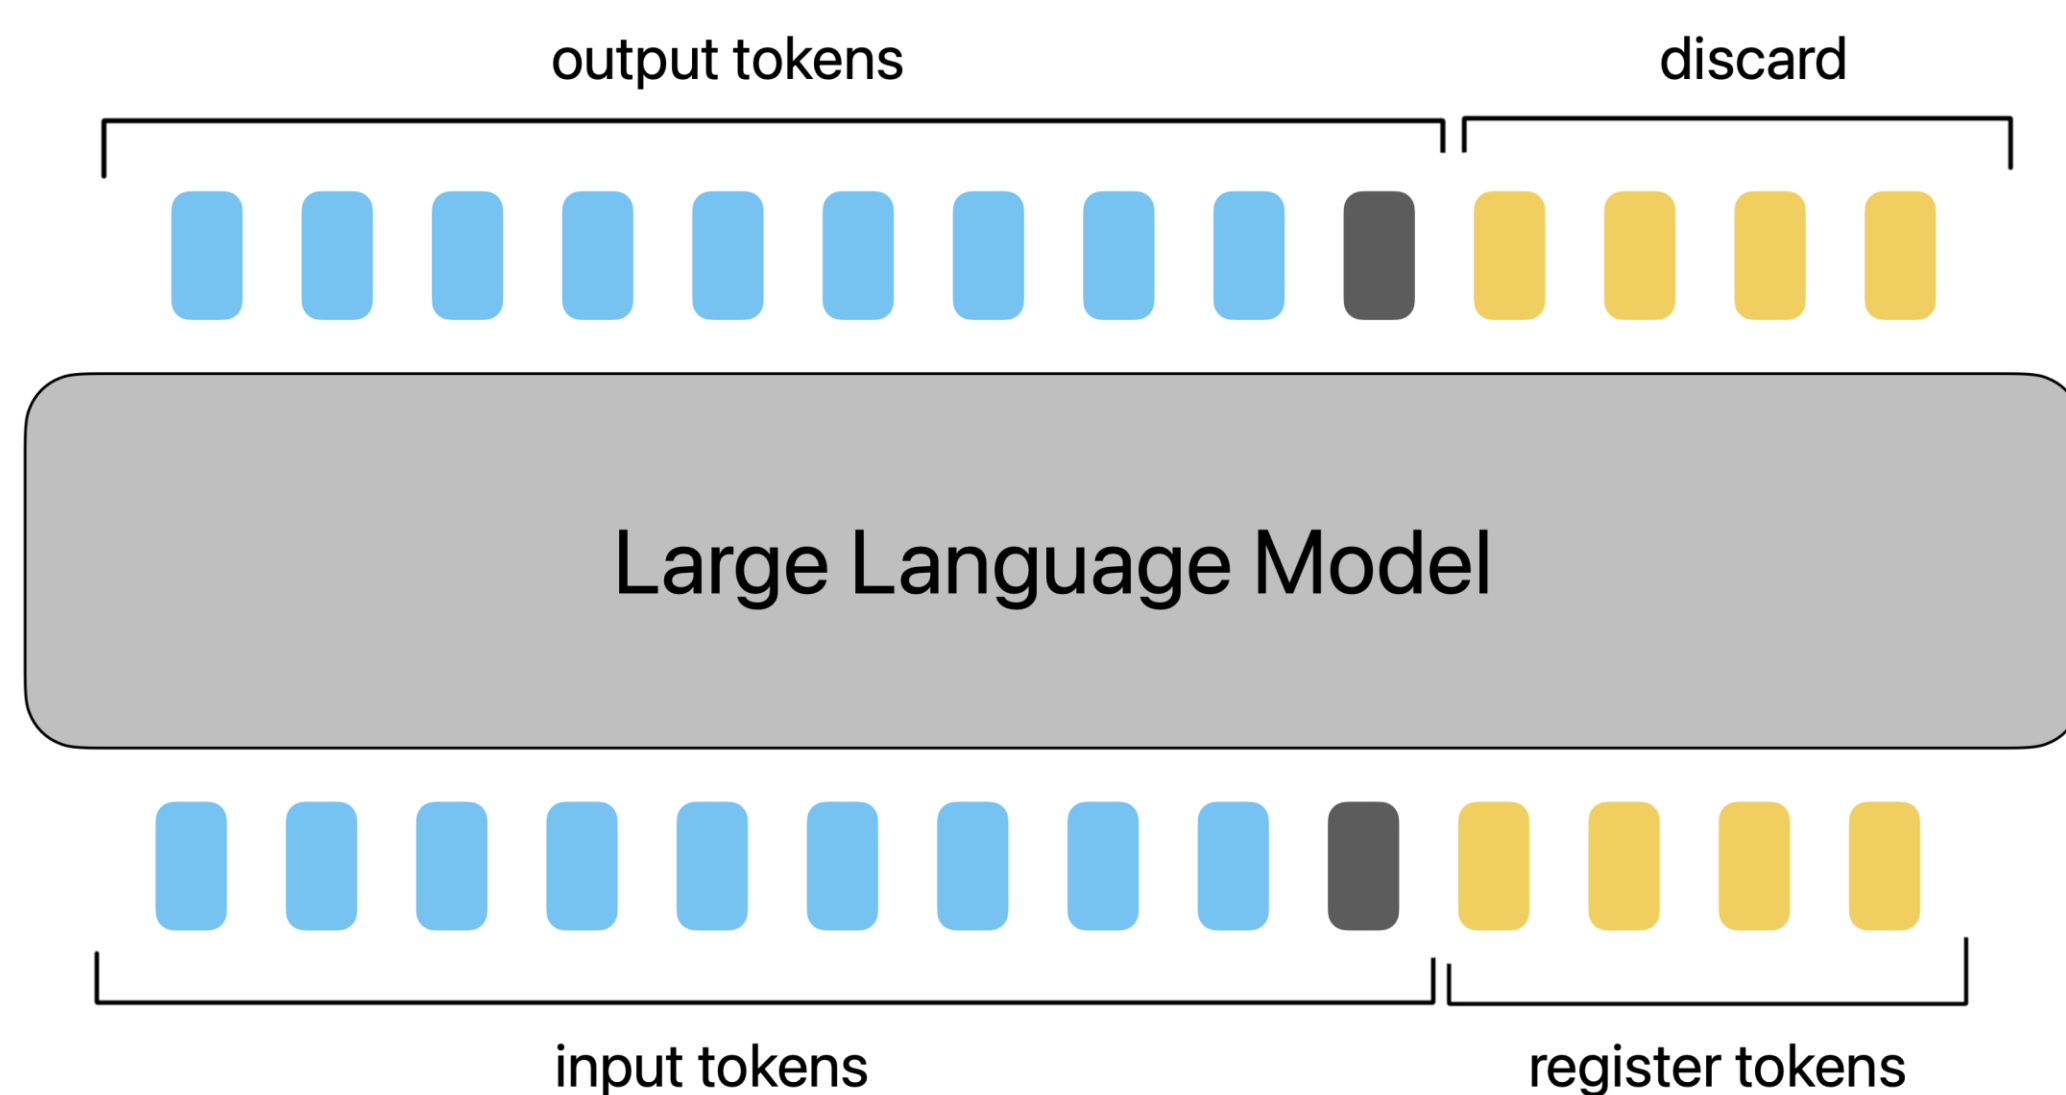 output tokens
discard
Large Language Model
input tokens
register tokens